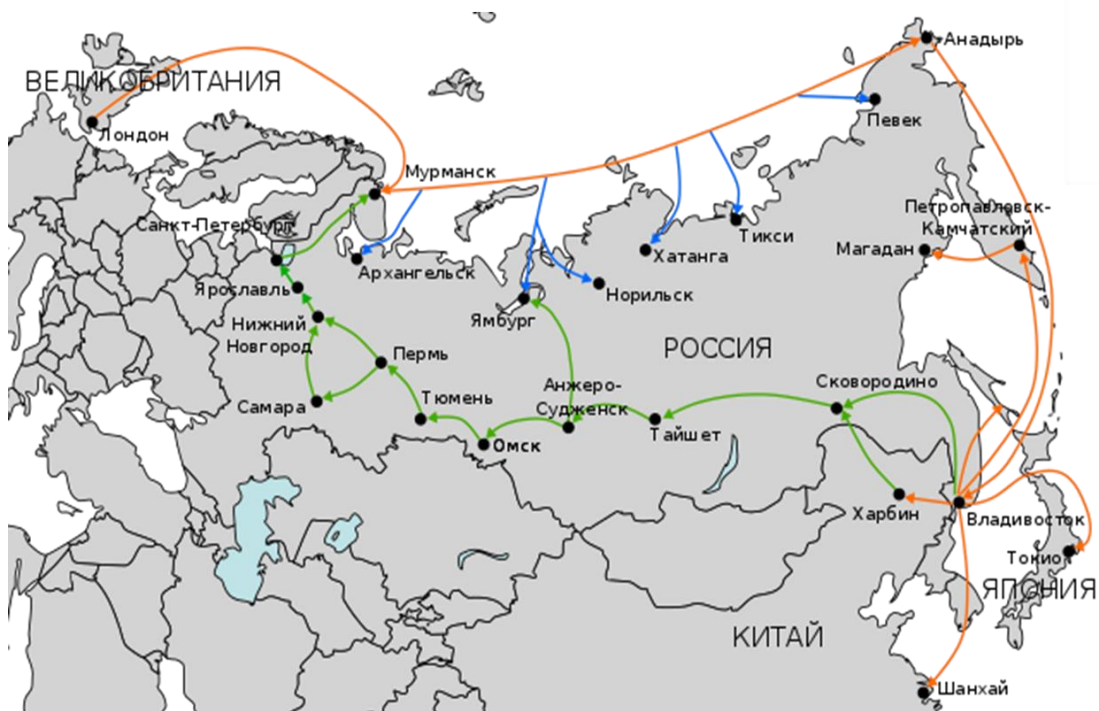 Анадырь
ВЕЛИКОБРИТАНИЯ
Лондон
Певек
Мурманск
Петропавловск-
Камчатский
Санкт-Петербург
Тикси
Магадан
Хатанга
Архангельск
Ярославль
Норильск
Ямбург
Нижний
Новгород
РОССИЯ
Пермь
Анжеро-
Судженск
Сковородино
Тюмень
Самара
Тайшет
Омск
Харбин
Владивосток
Токио
ЯПОНИЯ
КИТАЙ
Шанхай